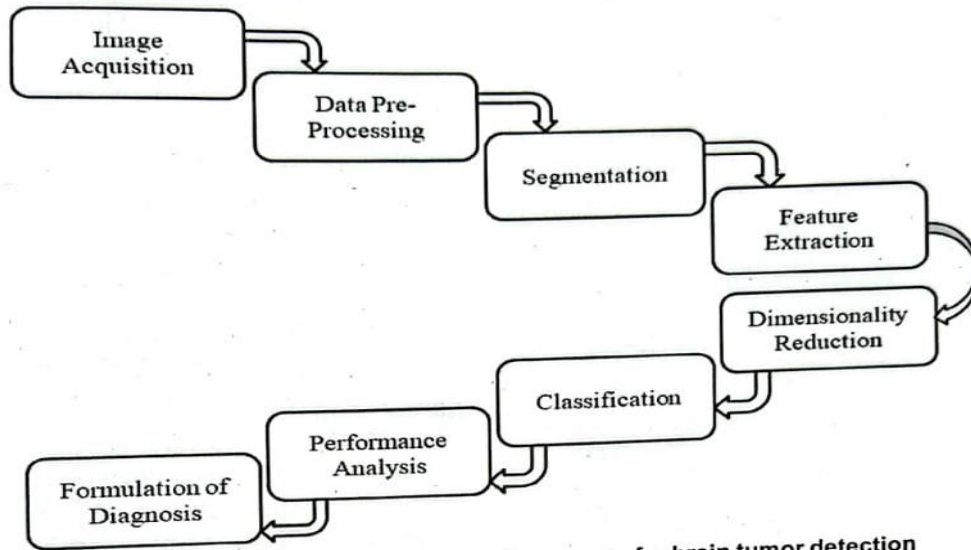 Image
Acquisition
Data Pre-
Processing
Segmentation
Feature
Extraction
Dimensionality
Reduction
Classification
Performance
Analysis
Formulation of
Diagnosis
for brain tumor detection